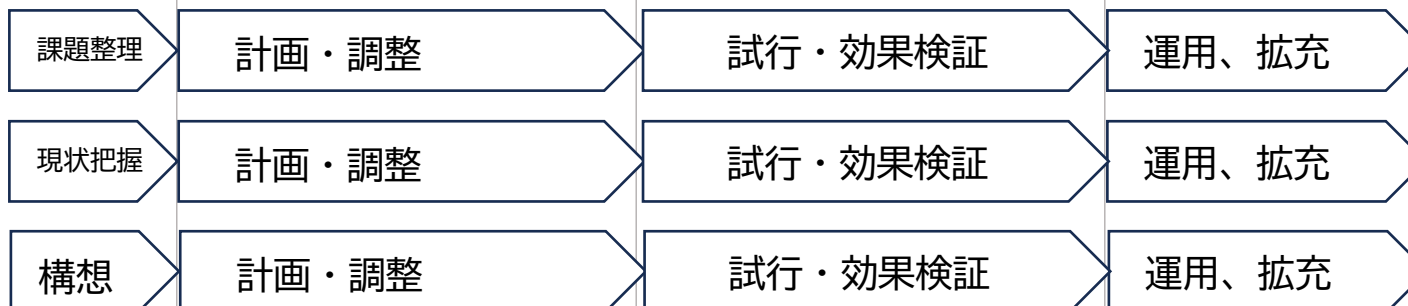 課題整理 計画・調整 試行・効果検証 運用、拡充
現状把握 計画・調整 試行・効果検証 運用、拡充
構想 計画・調整 試行・効果検証 運用、拡充